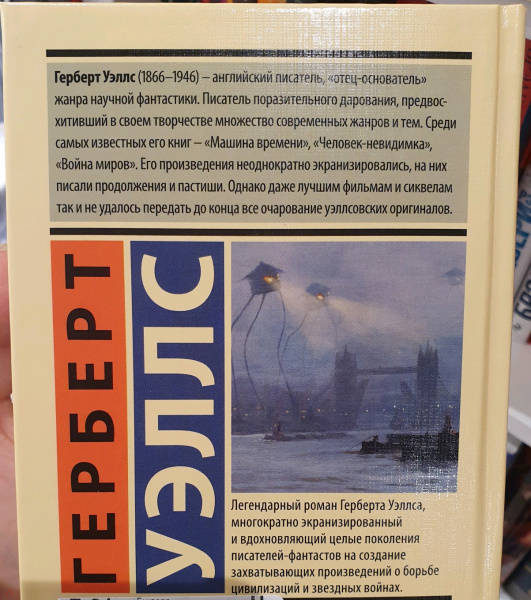 Герберт Уэллс (1866–1946) – английский писатель, «отец-основатель»
жанра научной фантастики. Писатель поразительного дарования, предвос-
хитивший в своем творчестве множество современных жанров и тем. Среди
самых известных его книг – «Машина времени», «Человек-невидимка»,
«Война миров». Его произведения неоднократно экранизировались, на них
писали продолжения и пастиши. Однако даже лучшим фильмам и сиквелам
так и не удалось передать до конца все очарование уэллсовских оригиналов.
ГЕРБЕРТ
УЭЛЛС
Легендарный роман Герберта Уэллса,
многократно экранизированный
и вдохновляющий целые поколения
писателей-фантастов на создание
захватывающих произведений о борьбе
цивилизаций и звездных войнах.